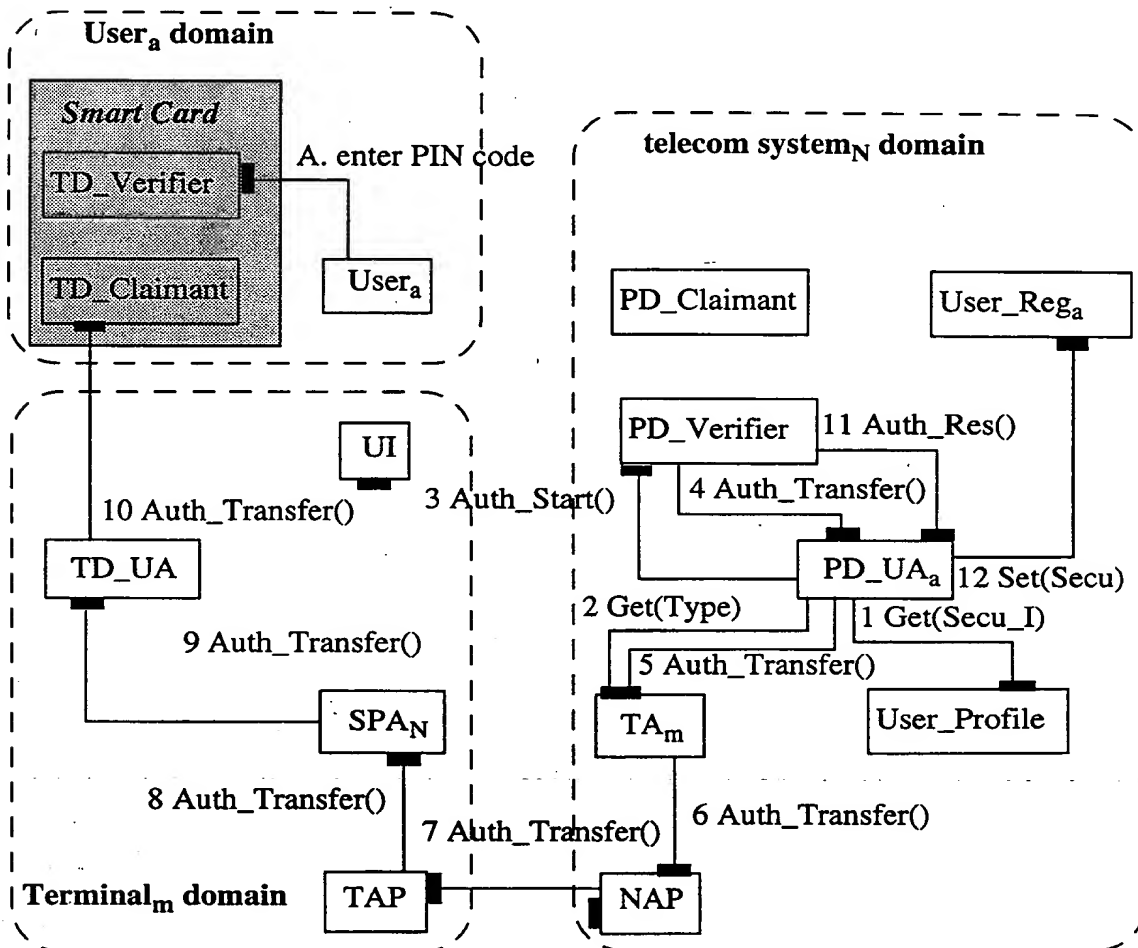 User_a domain
Smart Card
TD_Verifier
A. enter PIN code
TD_Claimant
User_a
telecom system_N domain
PD_Claimant
User_Reg_a
UI
PD_Verifier
11 Auth_Res()
3 Auth_Start()
4 Auth_Transfer()
10 Auth_Transfer()
TD_UA
PD_UA_a
12 Set(Secu)
2 Get(Type)
1 Get(Secu_I)
9 Auth_Transfer()
5 Auth_Transfer()
SPA_N
TA_m
User_Profile
8 Auth_Transfer()
7 Auth_Transfer()
6 Auth_Transfer()
Terminal_m domain
TAP
NAP